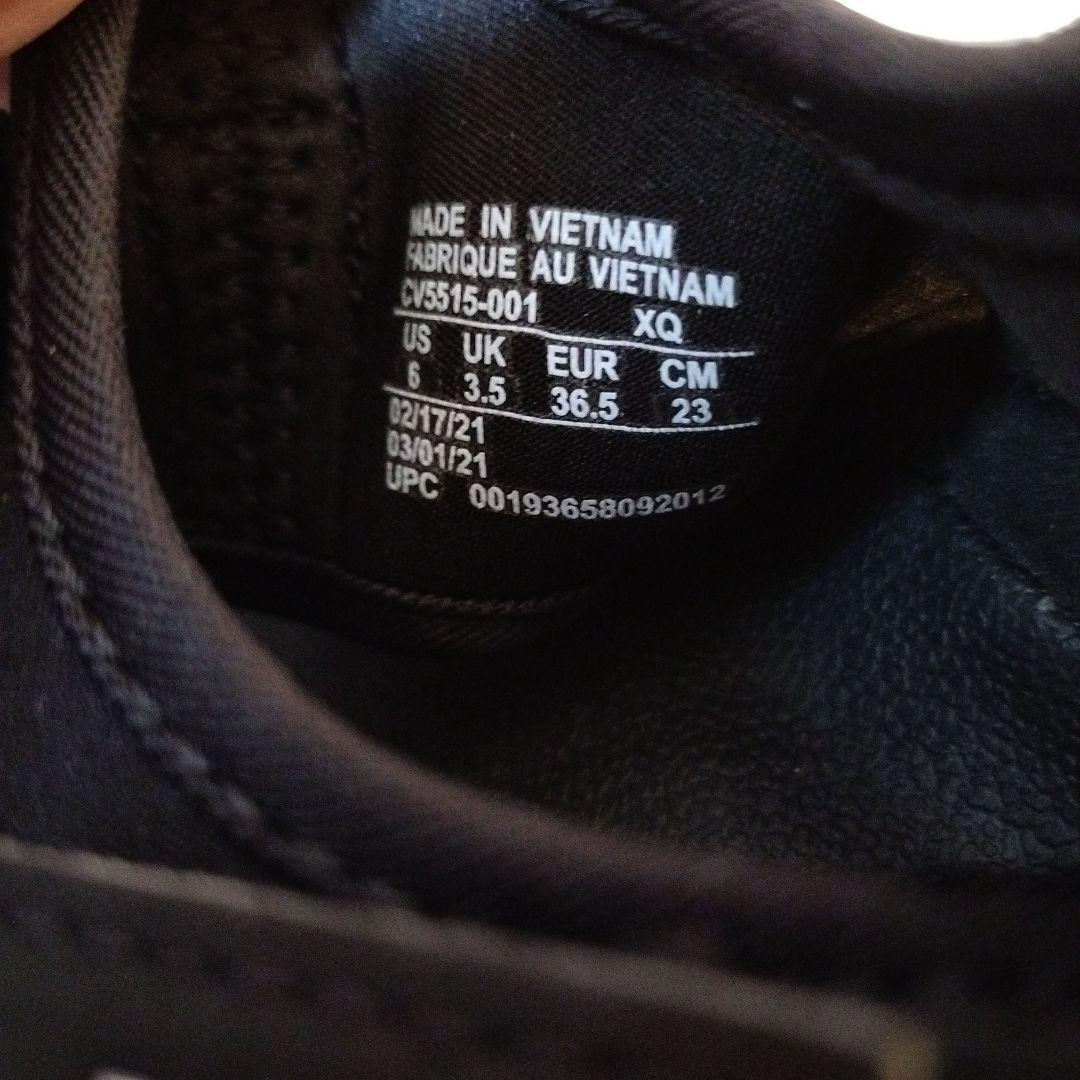 MADE IN VIETNAM
FABRIQUE AU VIETNAM
CV5515-001 XQ
US UK EUR CM
6 3.5 36.5 23
02/17/21
03/01/21
UPC 00193658092012